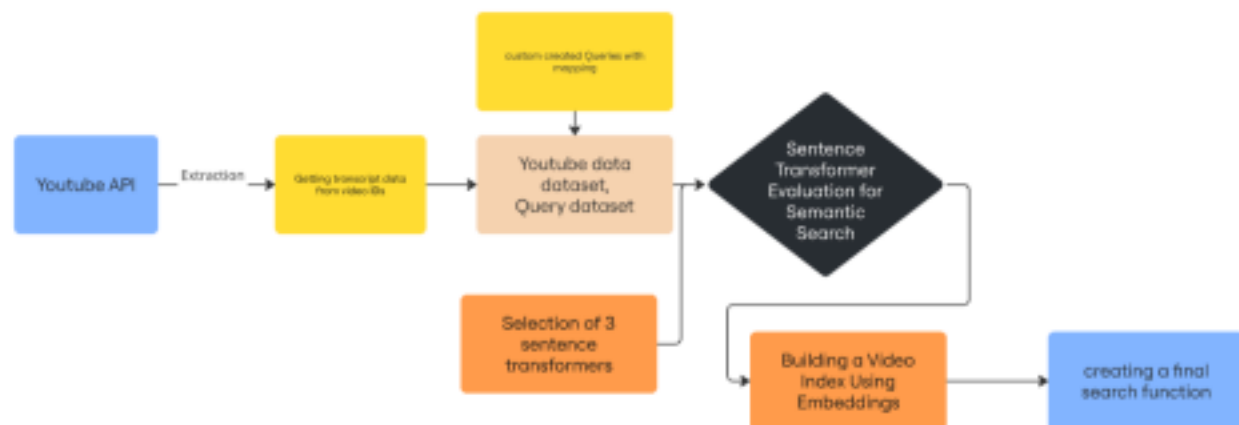 custom created Queries with
mapping
Youtube API
Extraction
Getting transcript data
from video IDs
Youtube data
dataset,
Query dataset
Sentence
Transformer
Evaluation for
Semantic
Search
Selection of 3
sentence
transformers
Building a Video
Index Using
Embeddings
creating a final
search function